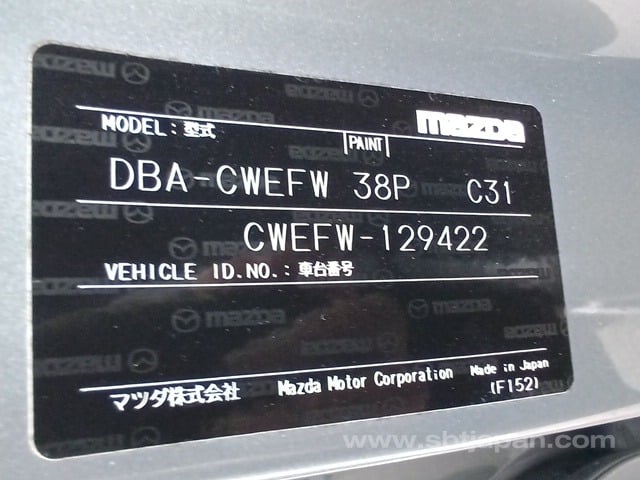 mazda
MODEL: 型式 PAINT
DBA-CWEFW 38P C31
CWEFW-129422
VEHICLE ID.NO.: 車台番号
マツダ株式会社 Mazda Motor Corporation Made in Japan
(F152)
www.sbtjapan.com